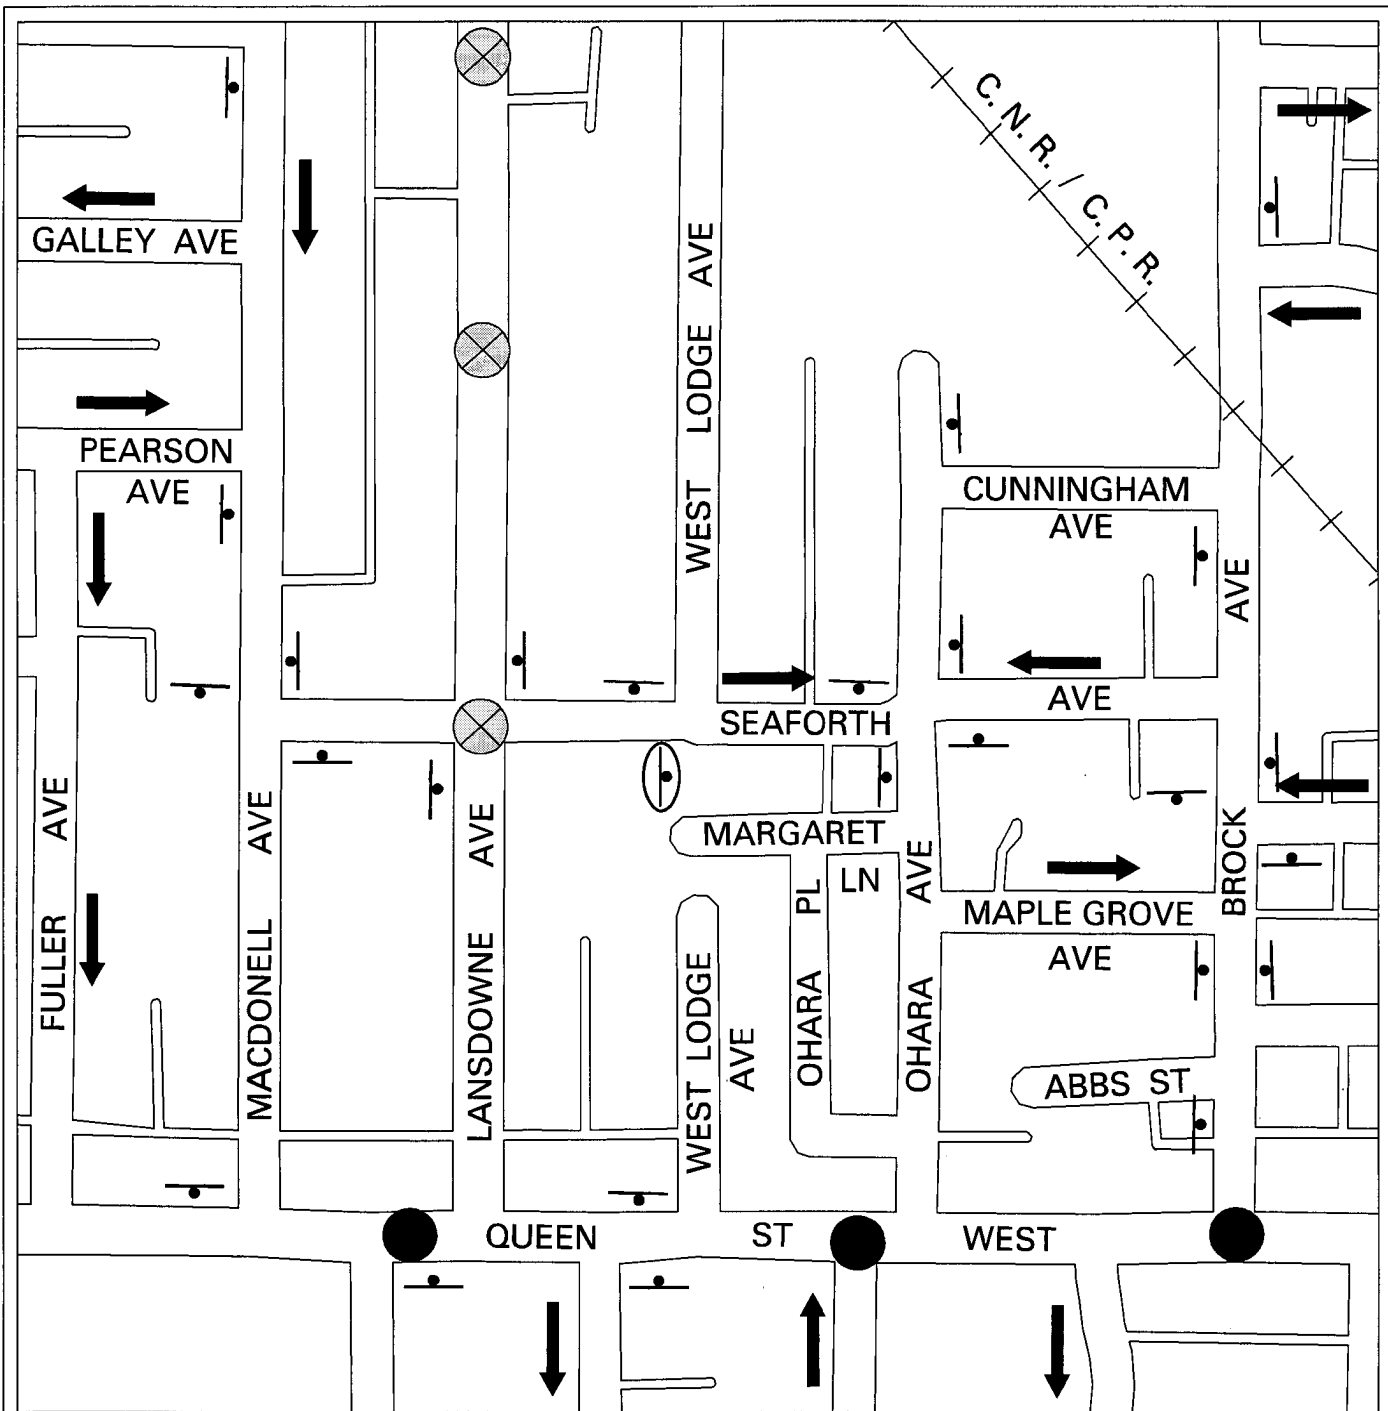 C. N. R. / C. P. R.
GALLEY AVE
PEARSON
AVE
WEST LODGE AVE
CUNNINGHAM
AVE
SEAFORTH
AVE
MARGARET
LN
MAPLE GROVE
AVE
FULLER AVE
MACDONELL AVE
LANSDOWNE AVE
WEST LODGE
AVE
OHARA PL
OHARA AVE
BROCK AVE
ABBS ST
QUEEN ST WEST